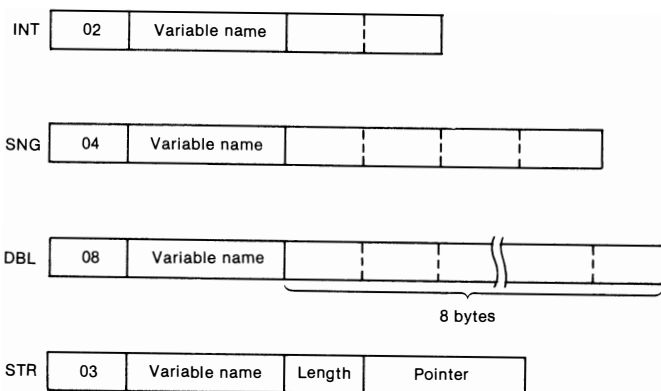 INT 02 Variable name
SNG 04 Variable name
DBL 08 Variable name
8 bytes
STR 03 Variable name Length Pointer